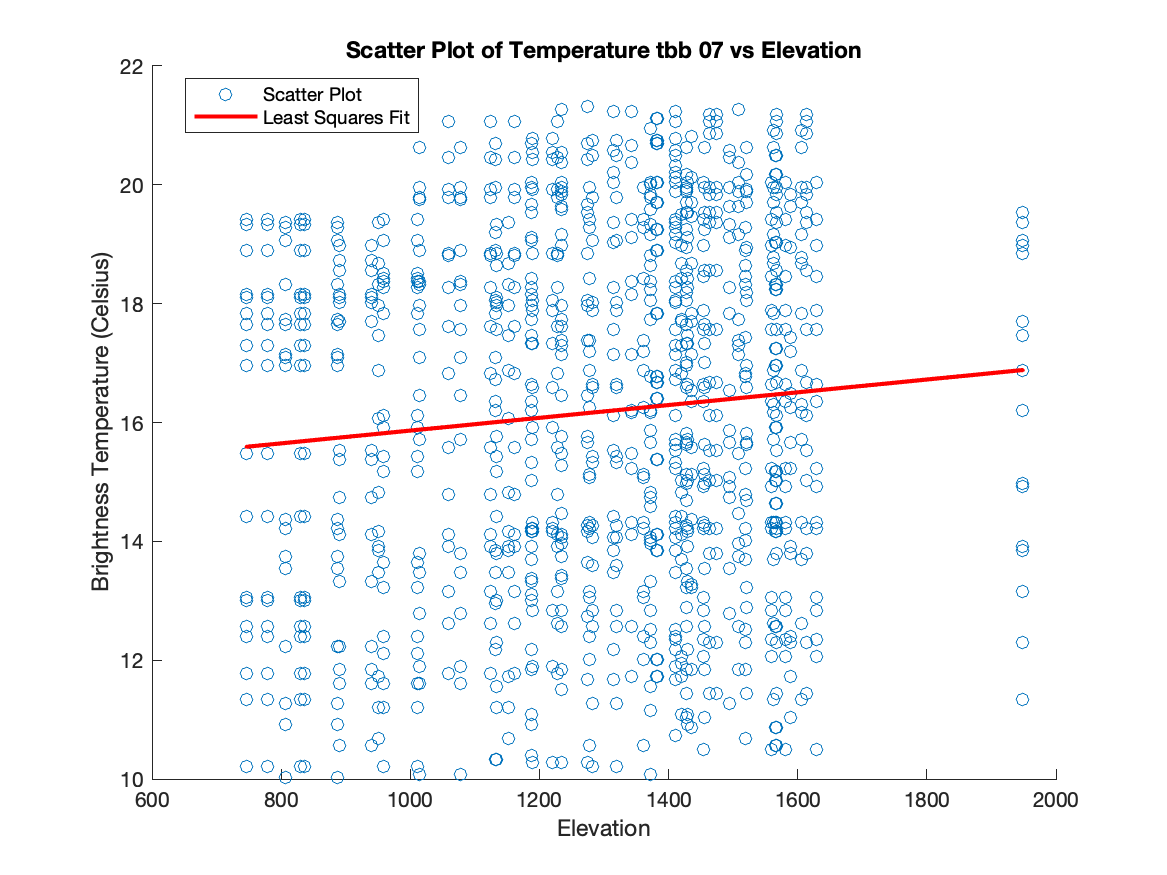 Scatter Plot of Temperature tbb 07 vs Elevation
Scatter Plot
Least Squares Fit
Brightness Temperature (Celsius)
22
20
18
16
14
12
10
600 800 1000 1200 1400 1600 1800 2000
Elevation